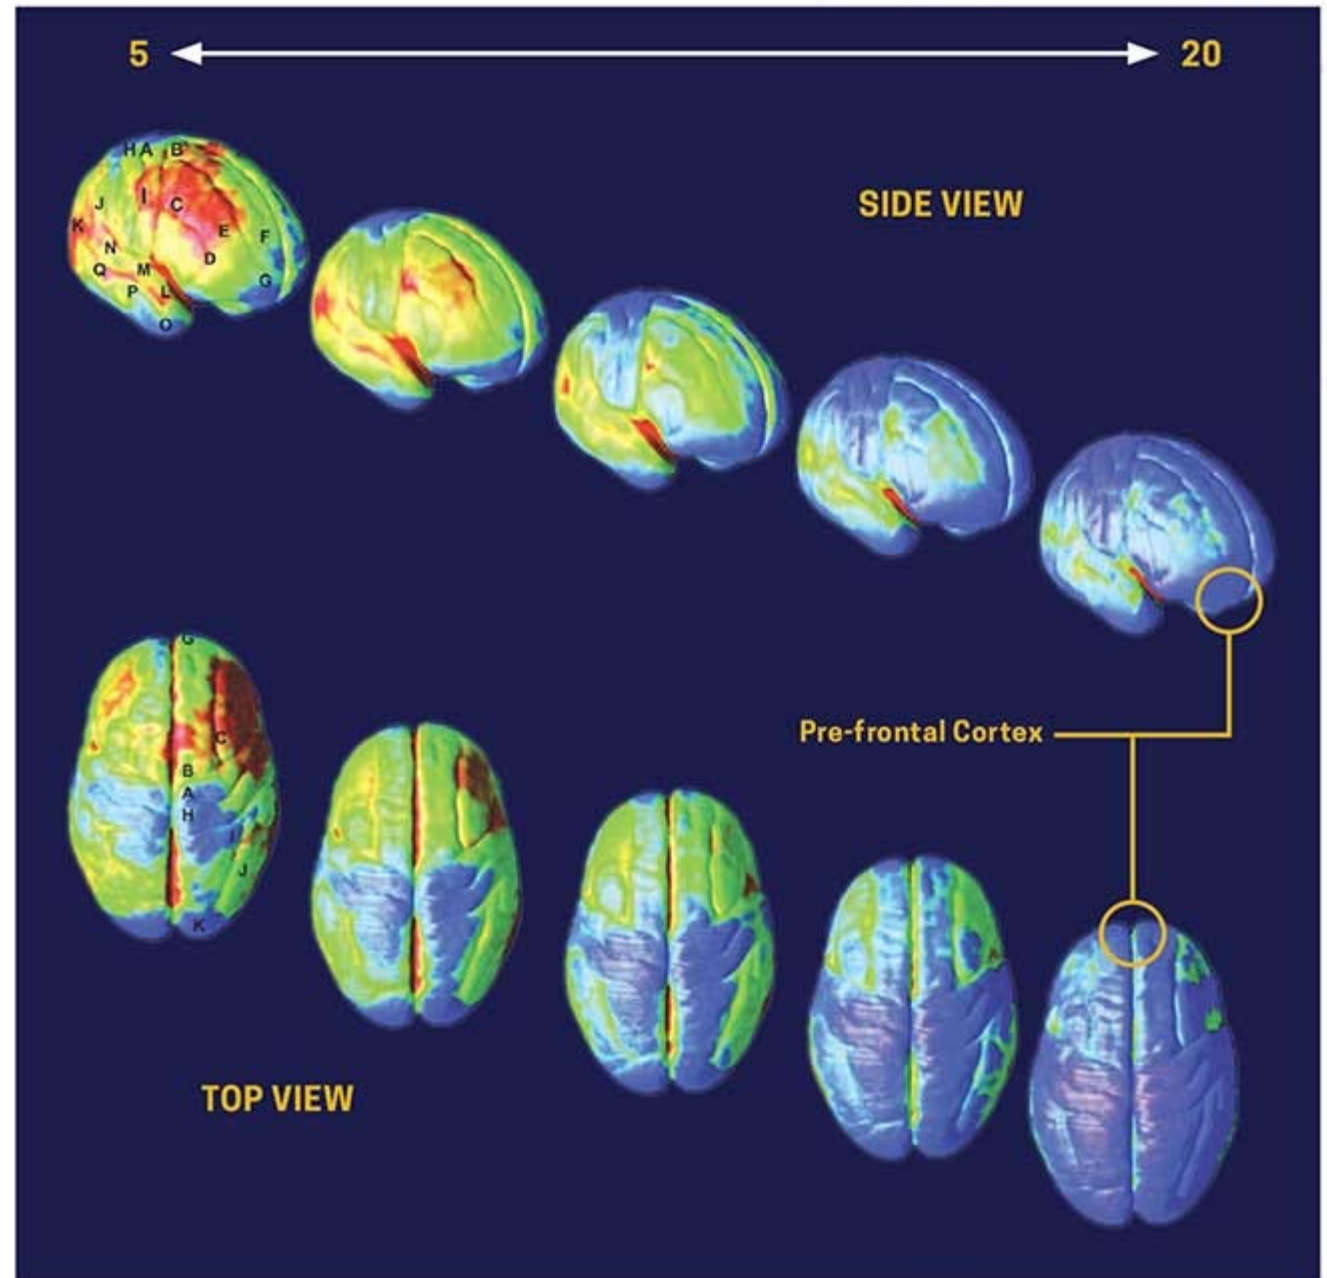 5 20
SIDE VIEW
H A B
I
J C
K E F
N D
Q M G
P L
O
Pre-frontal Cortex
G
C
B
A
H
I
J
K
TOP VIEW